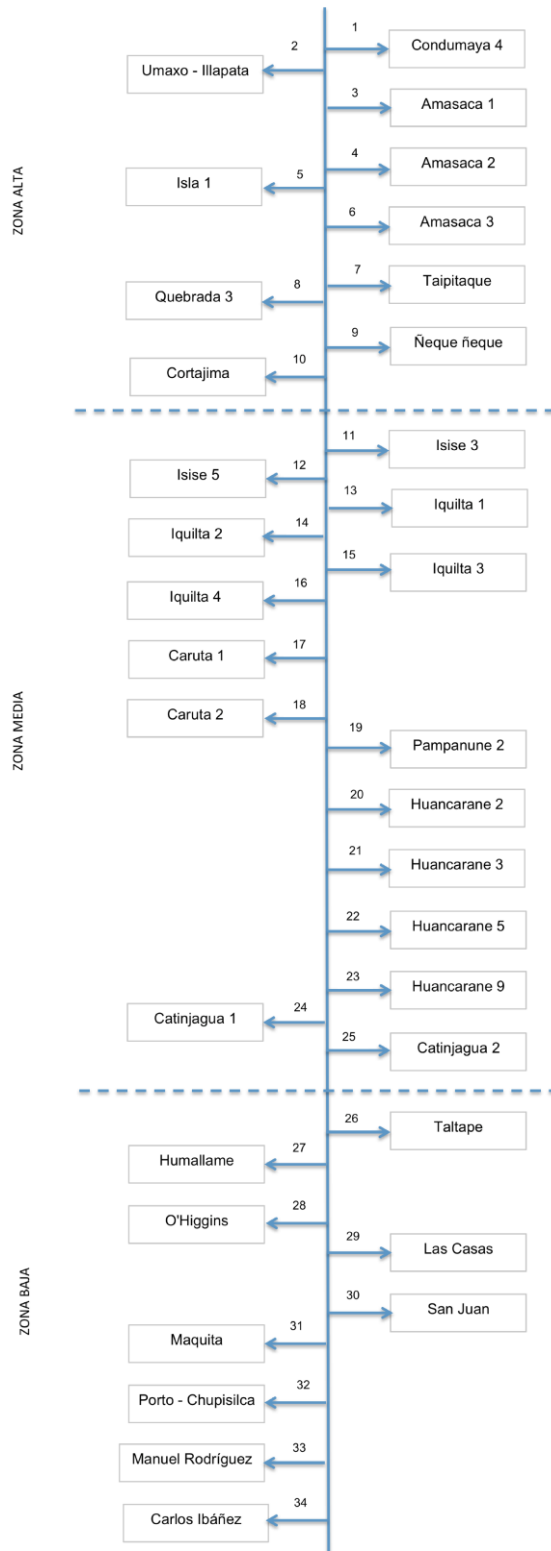 ZONA ALTA
1
Condumaya 4
2
Umaxo - Illapata
3
Amasaca 1
4
Amasaca 2
5
Isla 1
6
Amasaca 3
7
Taipitaque
8
Quebrada 3
9
Ñeque ñeque
10
Cortajima
ZONA MEDIA
11
Isise 3
12
Isise 5
13
Iquilta 1
14
Iquilta 2
15
Iquilta 3
16
Iquilta 4
17
Caruta 1
18
Caruta 2
19
Pampanune 2
20
Huancarane 2
21
Huancarane 3
22
Huancarane 5
23
Huancarane 9
24
Catinjagua 1
25
Catinjagua 2
ZONA BAJA
26
Taltape
27
Humallame
28
O'Higgins
29
Las Casas
30
San Juan
31
Maquita
32
Porto - Chupisilca
33
Manuel Rodríguez
34
Carlos Ibáñez